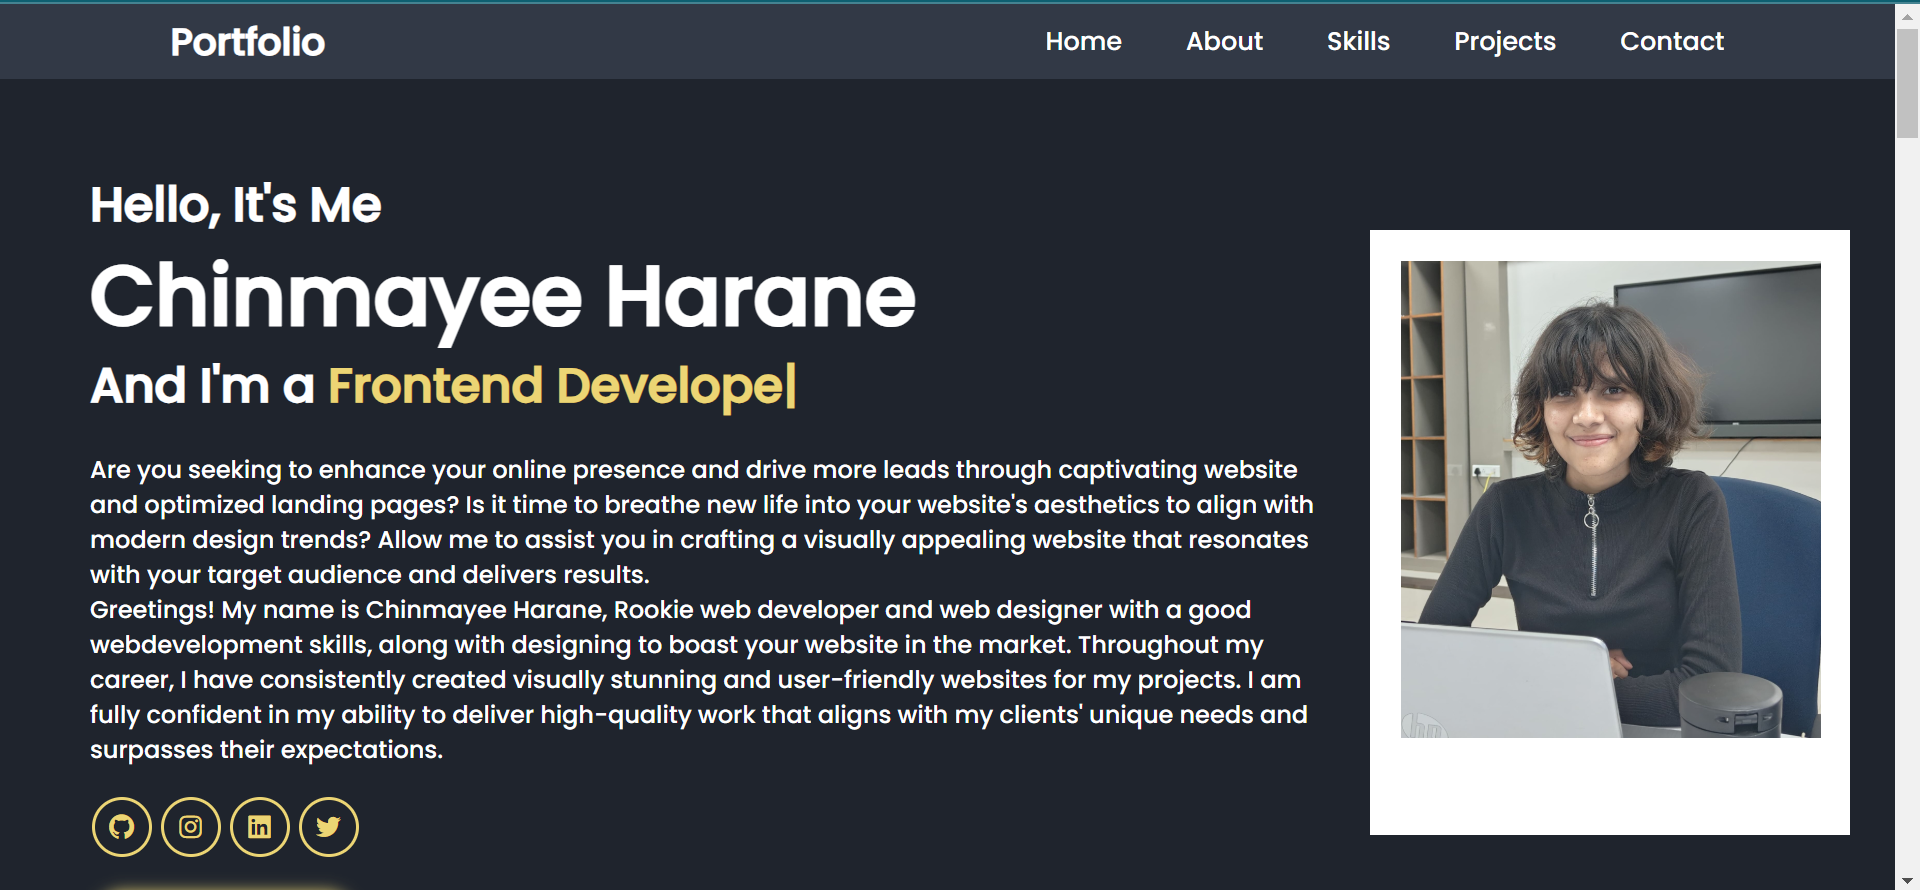 Portfolio
Home About Skills Projects Contact
Hello, It's Me
Chinmayee Harane
And I'm a Frontend Develope|
Are you seeking to enhance your online presence and drive more leads through captivating website
and optimized landing pages? Is it time to breathe new life into your website's aesthetics to align with
modern design trends? Allow me to assist you in crafting a visually appealing website that resonates
with your target audience and delivers results.
Greetings! My name is Chinmayee Harane, Rookie web developer and web designer with a good
webdevelopment skills, along with designing to boast your website in the market. Throughout my
career, I have consistently created visually stunning and user-friendly websites for my projects. I am
fully confident in my ability to deliver high-quality work that aligns with my clients' unique needs and
surpasses their expectations.
in
hp